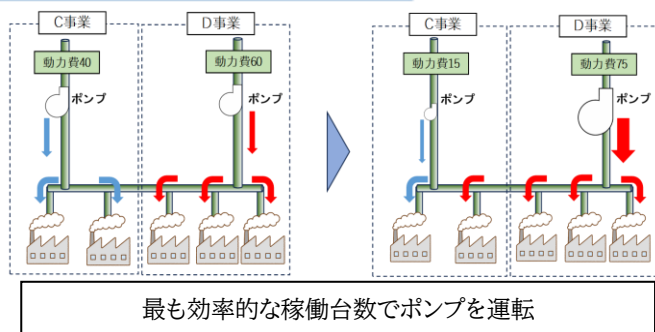 C事業
D事業
動力費40
動力費60
ポンプ
ポンプ
C事業
D事業
動力費15
動力費75
ポンプ
ポンプ
最も効率的な稼働台数でポンプを運転